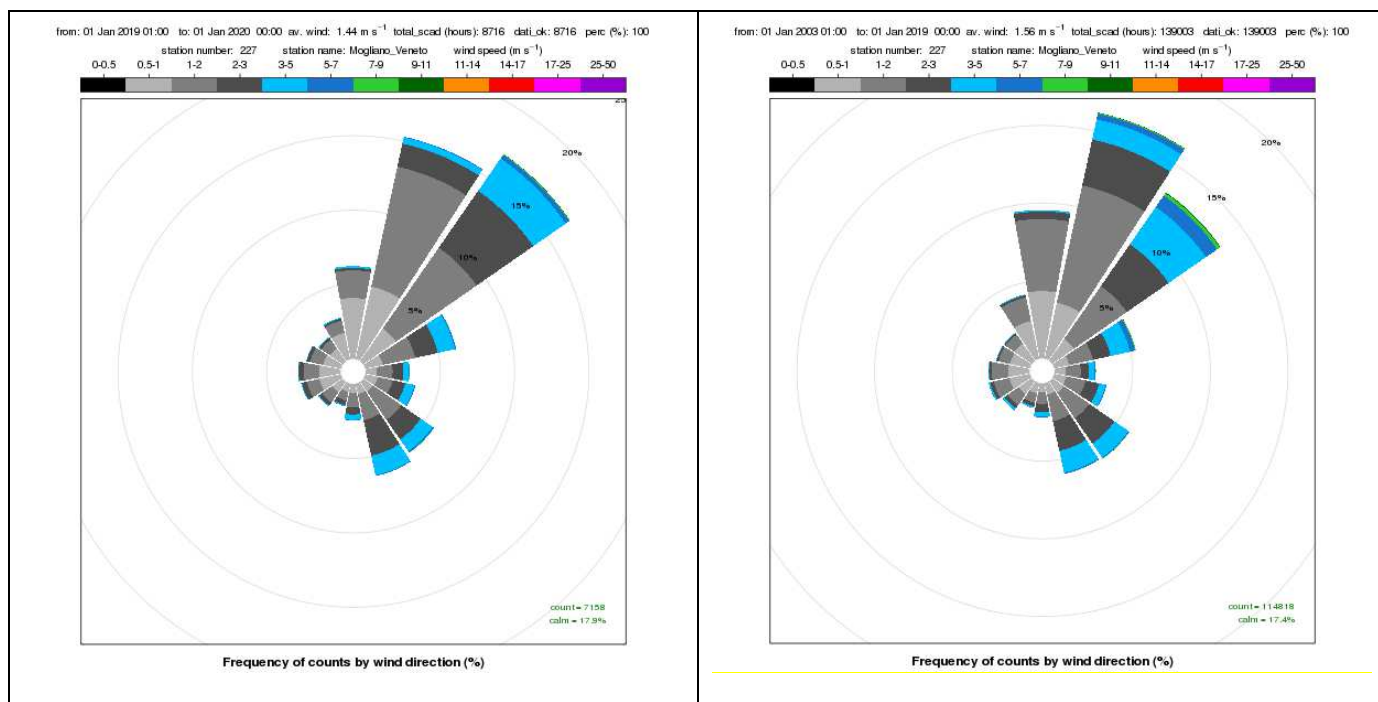 from: 01 Jan 2019 01:00 to: 01 Jan 2020 00:00 av. wind: 1.44 m s⁻¹ total_scad (hours): 8716 dati_ok: 8716 perc (%): 100
station number: 227 station name: Mogliano_Veneto wind speed (m s⁻¹)
0-0.5 0.5-1 1-2 2-3 3-5 5-7 7-9 9-11 11-14 14-17 17-25 25-50
20%
15%
10%
5%
count = 7158
calm = 17.9%
Frequency of counts by wind direction (%)
from: 01 Jan 2003 01:00 to: 01 Jan 2019 00:00 av. wind: 1.56 m s⁻¹ total_scad (hours): 139003 dati_ok: 139003 perc (%): 100
station number: 227 station name: Mogliano_Veneto wind speed (m s⁻¹)
0-0.5 0.5-1 1-2 2-3 3-5 5-7 7-9 9-11 11-14 14-17 17-25 25-50
20%
15%
10%
5%
count = 114818
calm = 17.4%
Frequency of counts by wind direction (%)